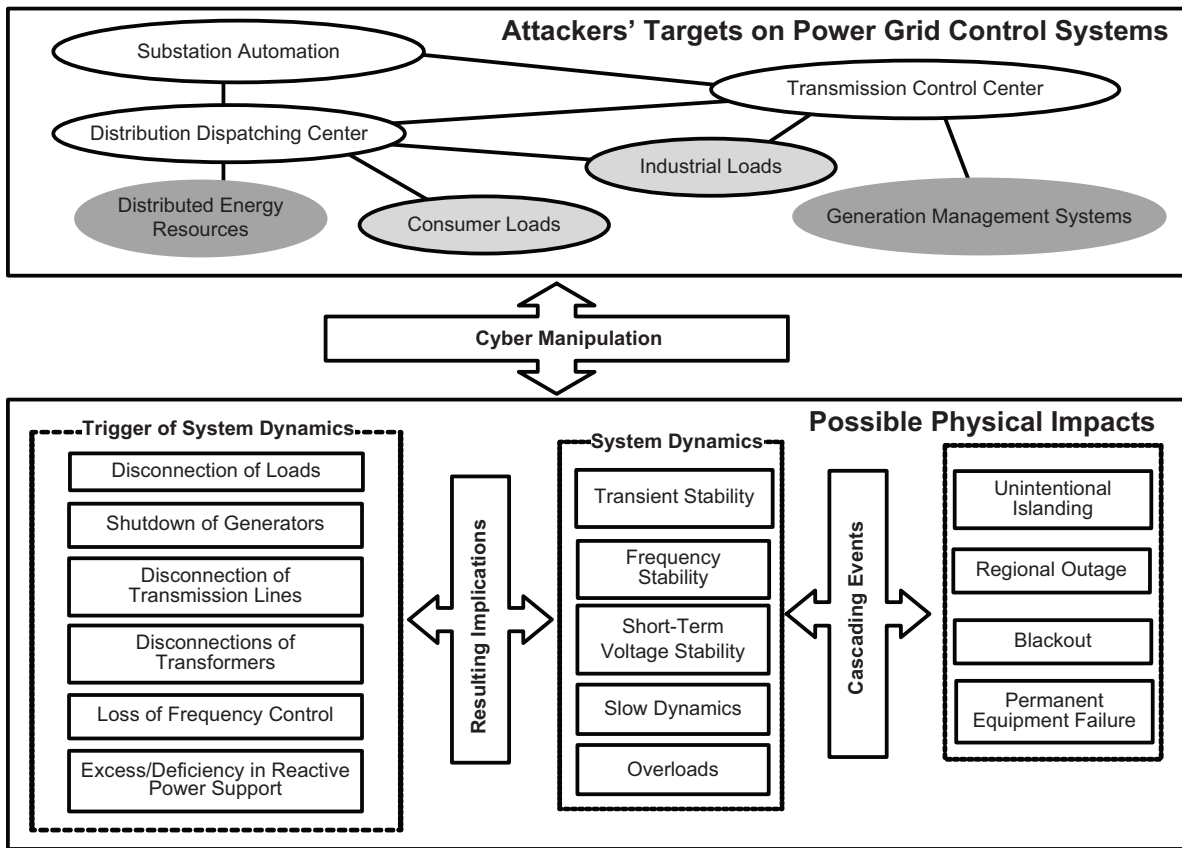 Attackers’ Targets on Power Grid Control Systems
Substation Automation
Transmission Control Center
Distribution Dispatching Center
Industrial Loads
Distributed Energy
Resources
Consumer Loads
Generation Management Systems
Cyber Manipulation
Possible Physical Impacts
Trigger of System Dynamics
Disconnection of Loads
Shutdown of Generators
Disconnection of
Transmission Lines
Disconnections of
Transformers
Loss of Frequency Control
Excess/Deficiency in Reactive
Power Support
Resulting Implications
System Dynamics
Transient Stability
Frequency
Stability
Short-Term
Voltage Stability
Slow Dynamics
Overloads
Cascading Events
Unintentional
Islanding
Regional Outage
Blackout
Permanent
Equipment Failure